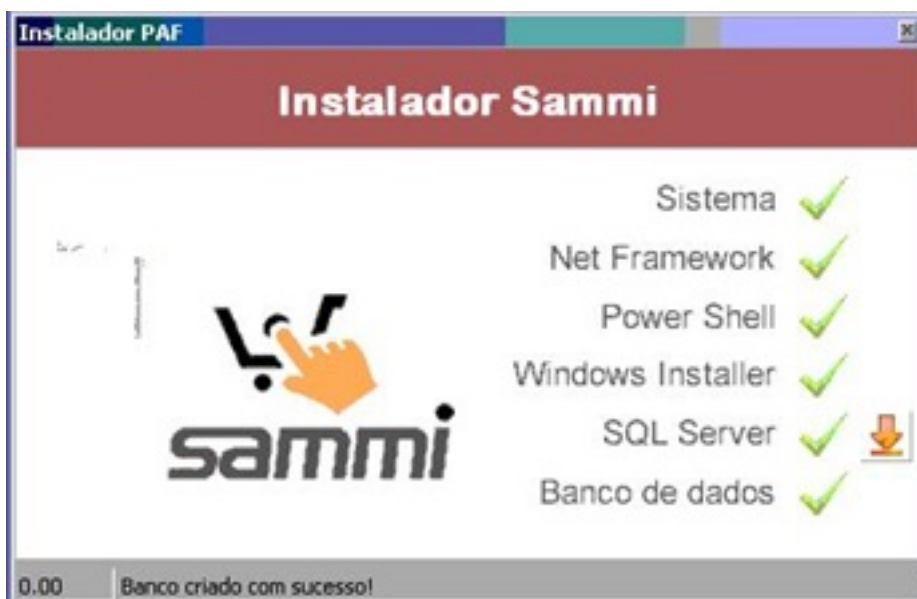 Instalador PAF
Instalador Sammi
Sistema
Net Framework
Power Shell
Windows Installer
sammi
SQL Server
Banco de dados
0.00 Banco criado com sucesso!